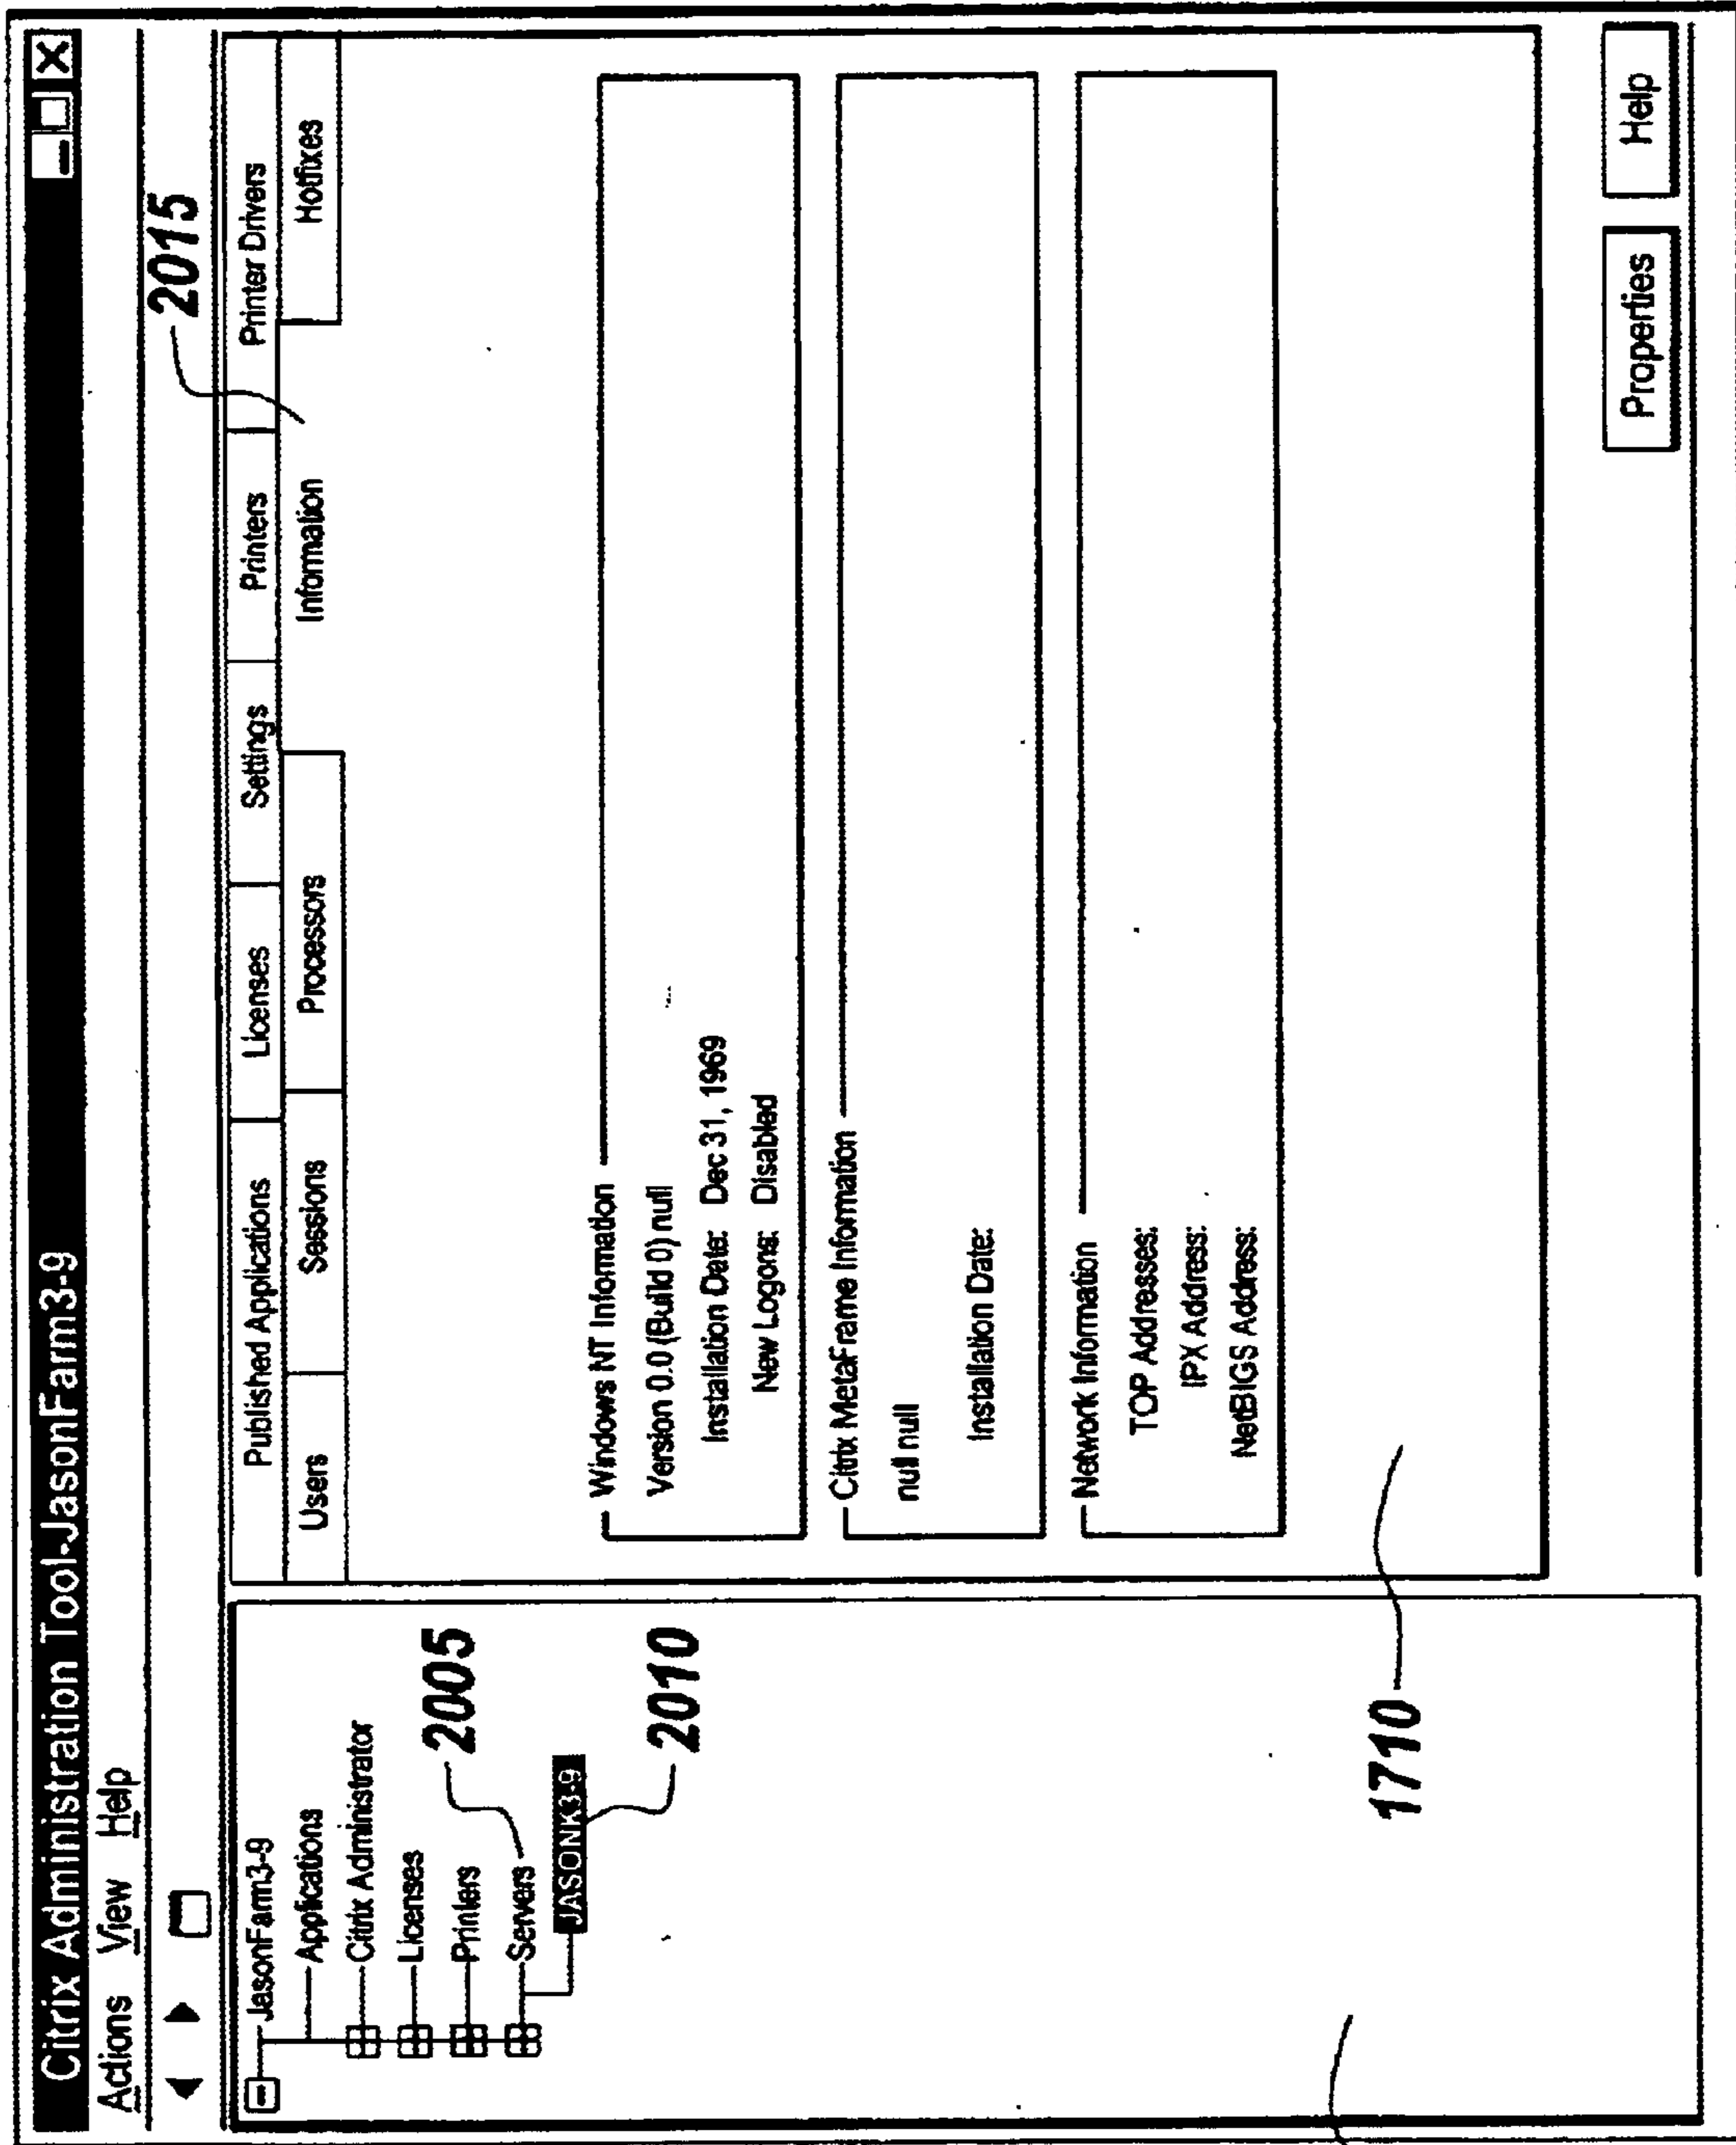 Citrix Administration Tool-JasonFarm3-9
Actions View Help
2015
JasonFarm3-9
Applications
Citrix Administrator
Licenses
Printers
Servers
JASONK3-9
2005
2010
Published Applications Licenses Settings Printers Printer Drivers
Users Sessions Processors Information Hotfixes
Windows NT Information
Version 0.0 (Build 0) null
Installation Date: Dec 31, 1969
New Logons: Disabled
Citrix MetaFrame Information
null null
Installation Date:
Network Information
TOP Addresses:
IPX Address:
NetBIGS Address:
1710
Properties Help